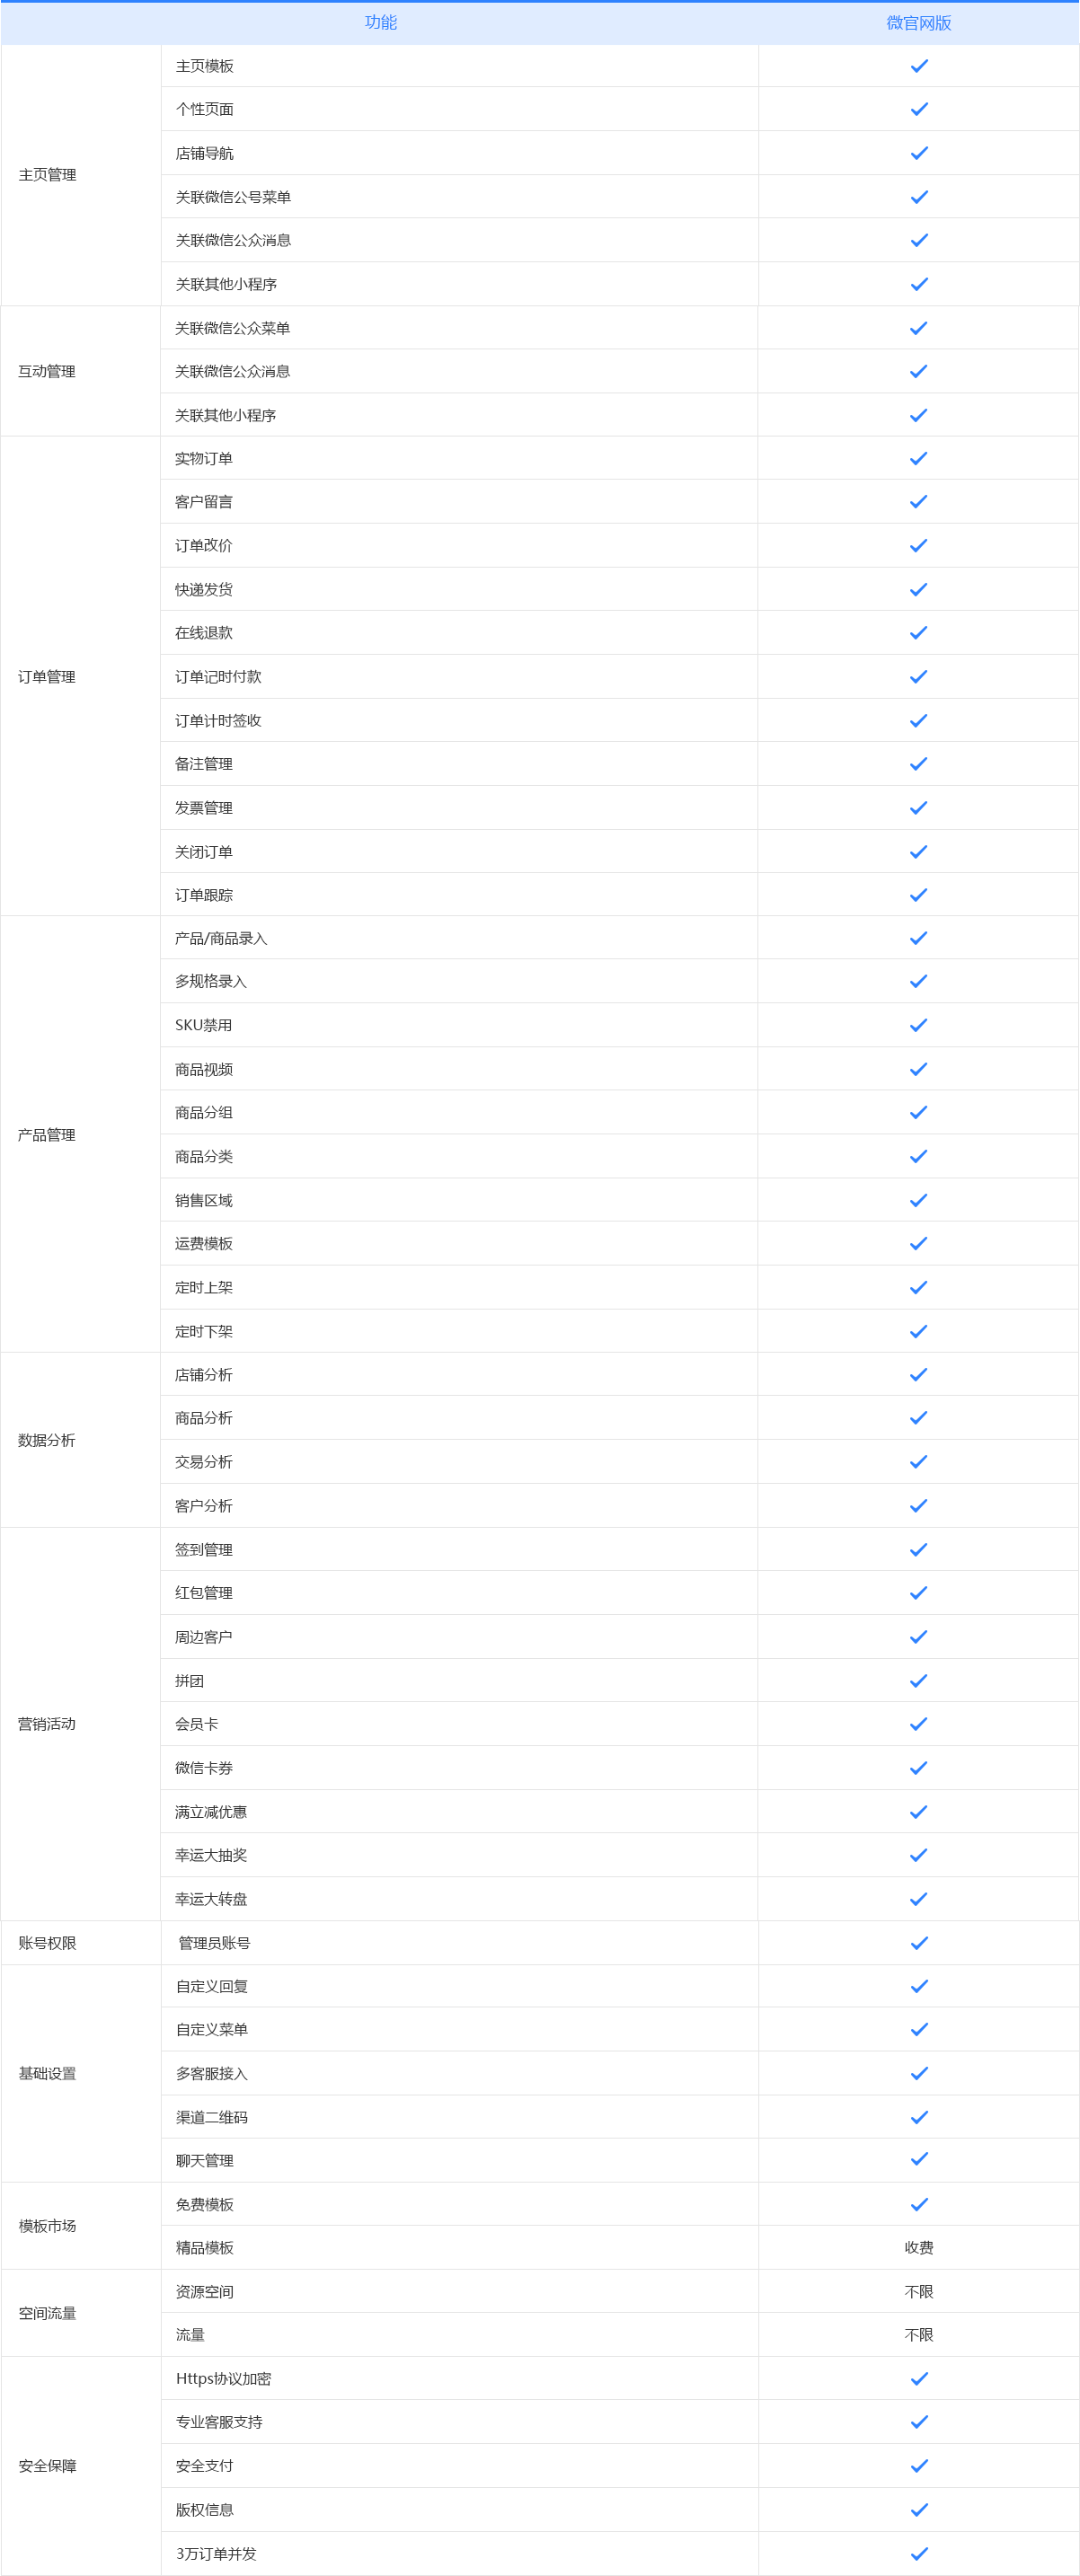 功能 微官网版
主页管理
主页模板
个性页面
店铺导航
关联微信公号菜单
关联微信公众消息
关联其他小程序
互动管理
关联微信公众菜单
关联微信公众消息
关联其他小程序
订单管理
实物订单
客户留言
订单改价
快递发货
在线退款
订单记时付款
订单计时签收
备注管理
发票管理
关闭订单
订单跟踪
产品管理
产品/商品录入
多规格录入
SKU禁用
商品视频
商品分组
商品分类
销售区域
运费模板
定时上架
定时下架
数据分析
店铺分析
商品分析
交易分析
客户分析
营销活动
签到管理
红包管理
周边客户
拼团
会员卡
微信卡券
满立减优惠
幸运大抽奖
幸运大转盘
账号权限 管理员账号
基础设置
自定义回复
自定义菜单
多客服接入
渠道二维码
聊天管理
模板市场
免费模板
精品模板 收费
空间流量
资源空间 不限
流量 不限
安全保障
Https协议加密
专业客服支持
安全支付
版权信息
3万订单并发